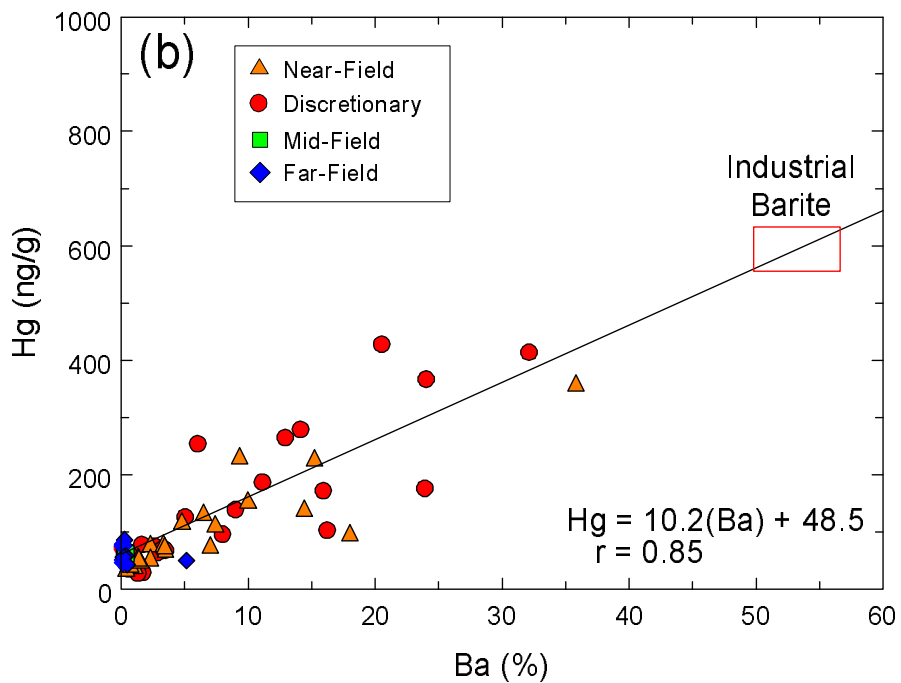 (b)
Near-Field
Discretionary
Mid-Field
Far-Field
Industrial
Barite
Hg = 10.2(Ba) + 48.5
r = 0.85
Hg (ng/g)
1000
800
600
400
200
0
0 10 20 30 40 50 60
Ba (%)